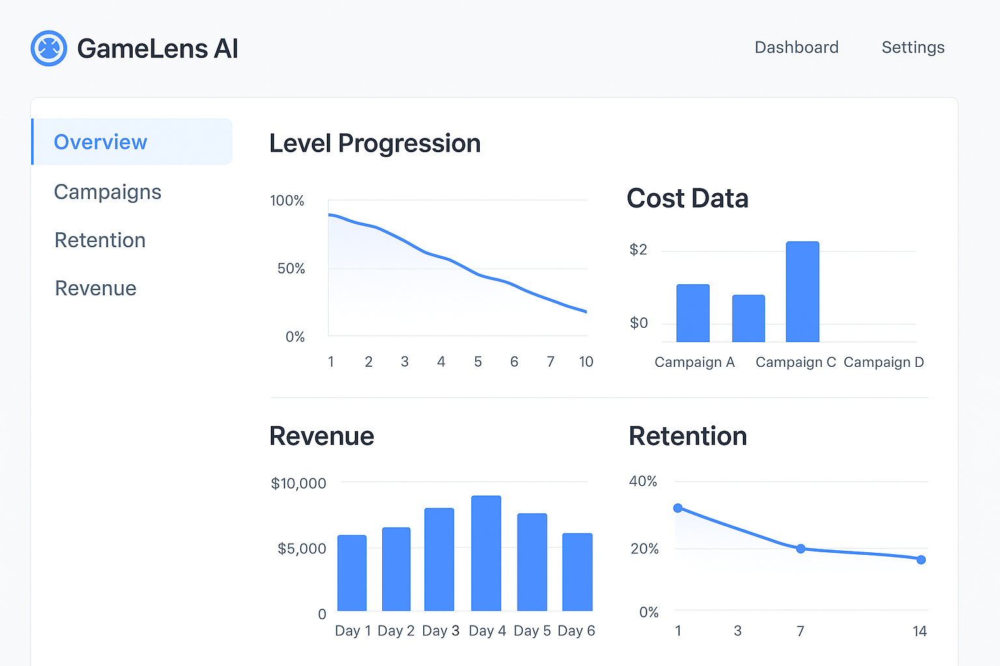 GameLens AI
Dashboard
Settings
Overview
Campaigns
Retention
Revenue
Level Progression
100%
50%
0%
1 2 3 4 5 6 7 10
Cost Data
$2
$0
Campaign A Campaign C Campaign D
Revenue
$10,000
$5,000
0
Day 1 Day 2 Day 3 Day 4 Day 5 Day 6
Retention
40%
20%
0%
1 3 7 14